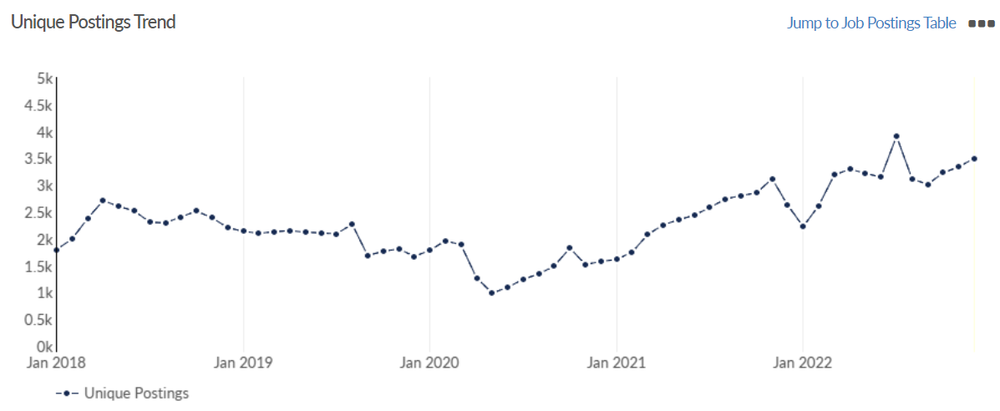 Unique Postings Trend
Jump to Job Postings Table
5k
4.5k
4k
3.5k
3k
2.5k
2k
1.5k
1k
0.5k
0k
Jan 2018 Jan 2019 Jan 2020 Jan 2021 Jan 2022
Unique Postings